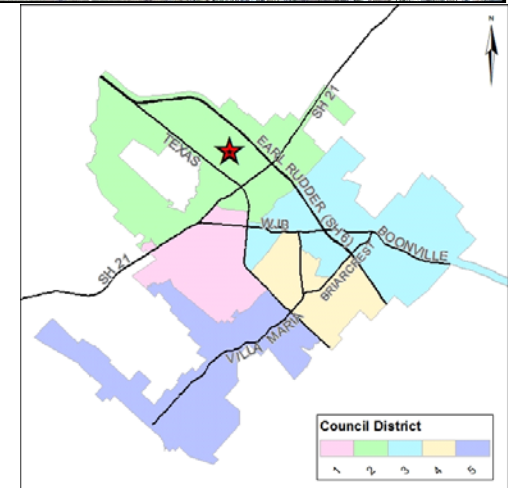 N
SH 21
TEXAS
EARL RUDDER (SH 6)
WJB
BOONVILLE
BRIARCREST
SH 21
VILLA MARIA
Council District
1 2 3 4 5